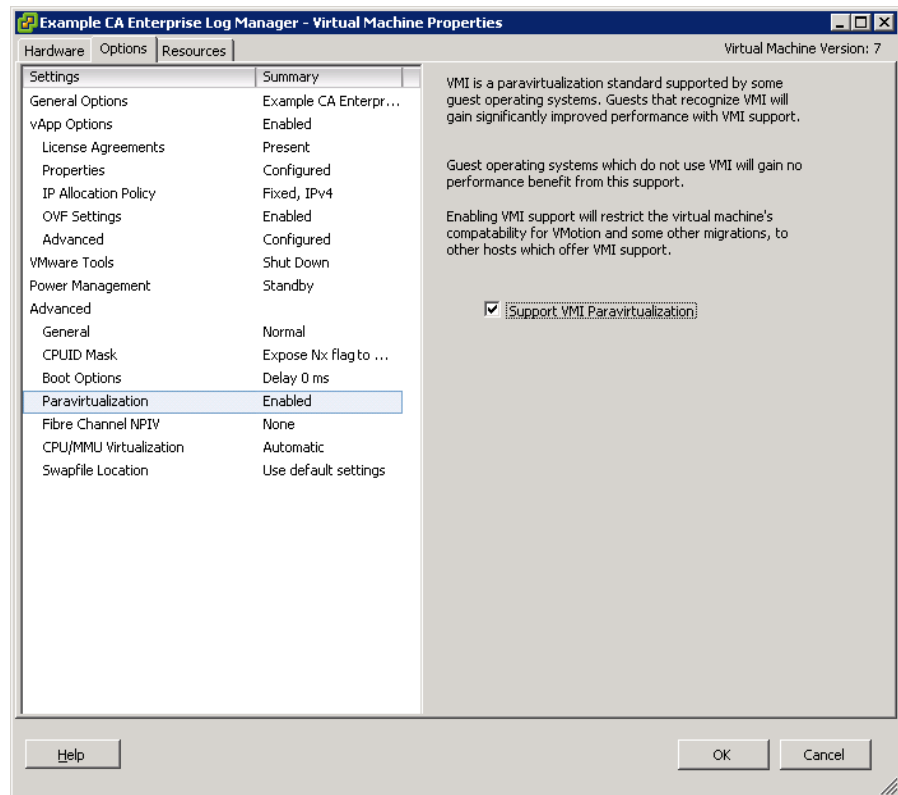 Example CA Enterprise Log Manager - Virtual Machine Properties
Hardware Options Resources Virtual Machine Version: 7
Settings Summary
General Options Example CA Enterpr...
vApp Options Enabled
License Agreements Present
Properties Configured
IP Allocation Policy Fixed, IPv4
OVF Settings Enabled
Advanced Configured
VMware Tools Shut Down
Power Management Standby
Advanced
General Normal
CPUID Mask Expose Nx flag to ...
Boot Options Delay 0 ms
Paravirtualization Enabled
Fibre Channel NPIV None
CPU/MMU Virtualization Automatic
Swapfile Location Use default settings
VMI is a paravirtualization standard supported by some
guest operating systems. Guests that recognize VMI will
gain significantly improved performance with VMI support.
Guest operating systems which do not use VMI will gain no
performance benefit from this support.
Enabling VMI support will restrict the virtual machine's
compatability for VMotion and some other migrations, to
other hosts which offer VMI support.
Support VMI Paravirtualization
Help OK Cancel